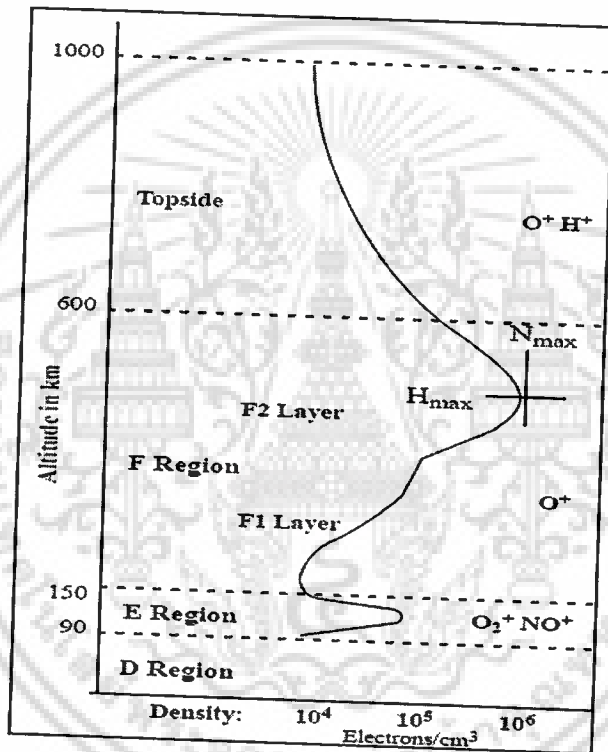 1000
Topside
O⁺ H⁺
600
Nmax
Hmax
F2 Layer
Altitude in km
F Region
O⁺
F1 Layer
150
E Region
O₂⁺ NO⁺
90
D Region
Density: 10⁴ 10⁵ 10⁶
Electrons/cm³